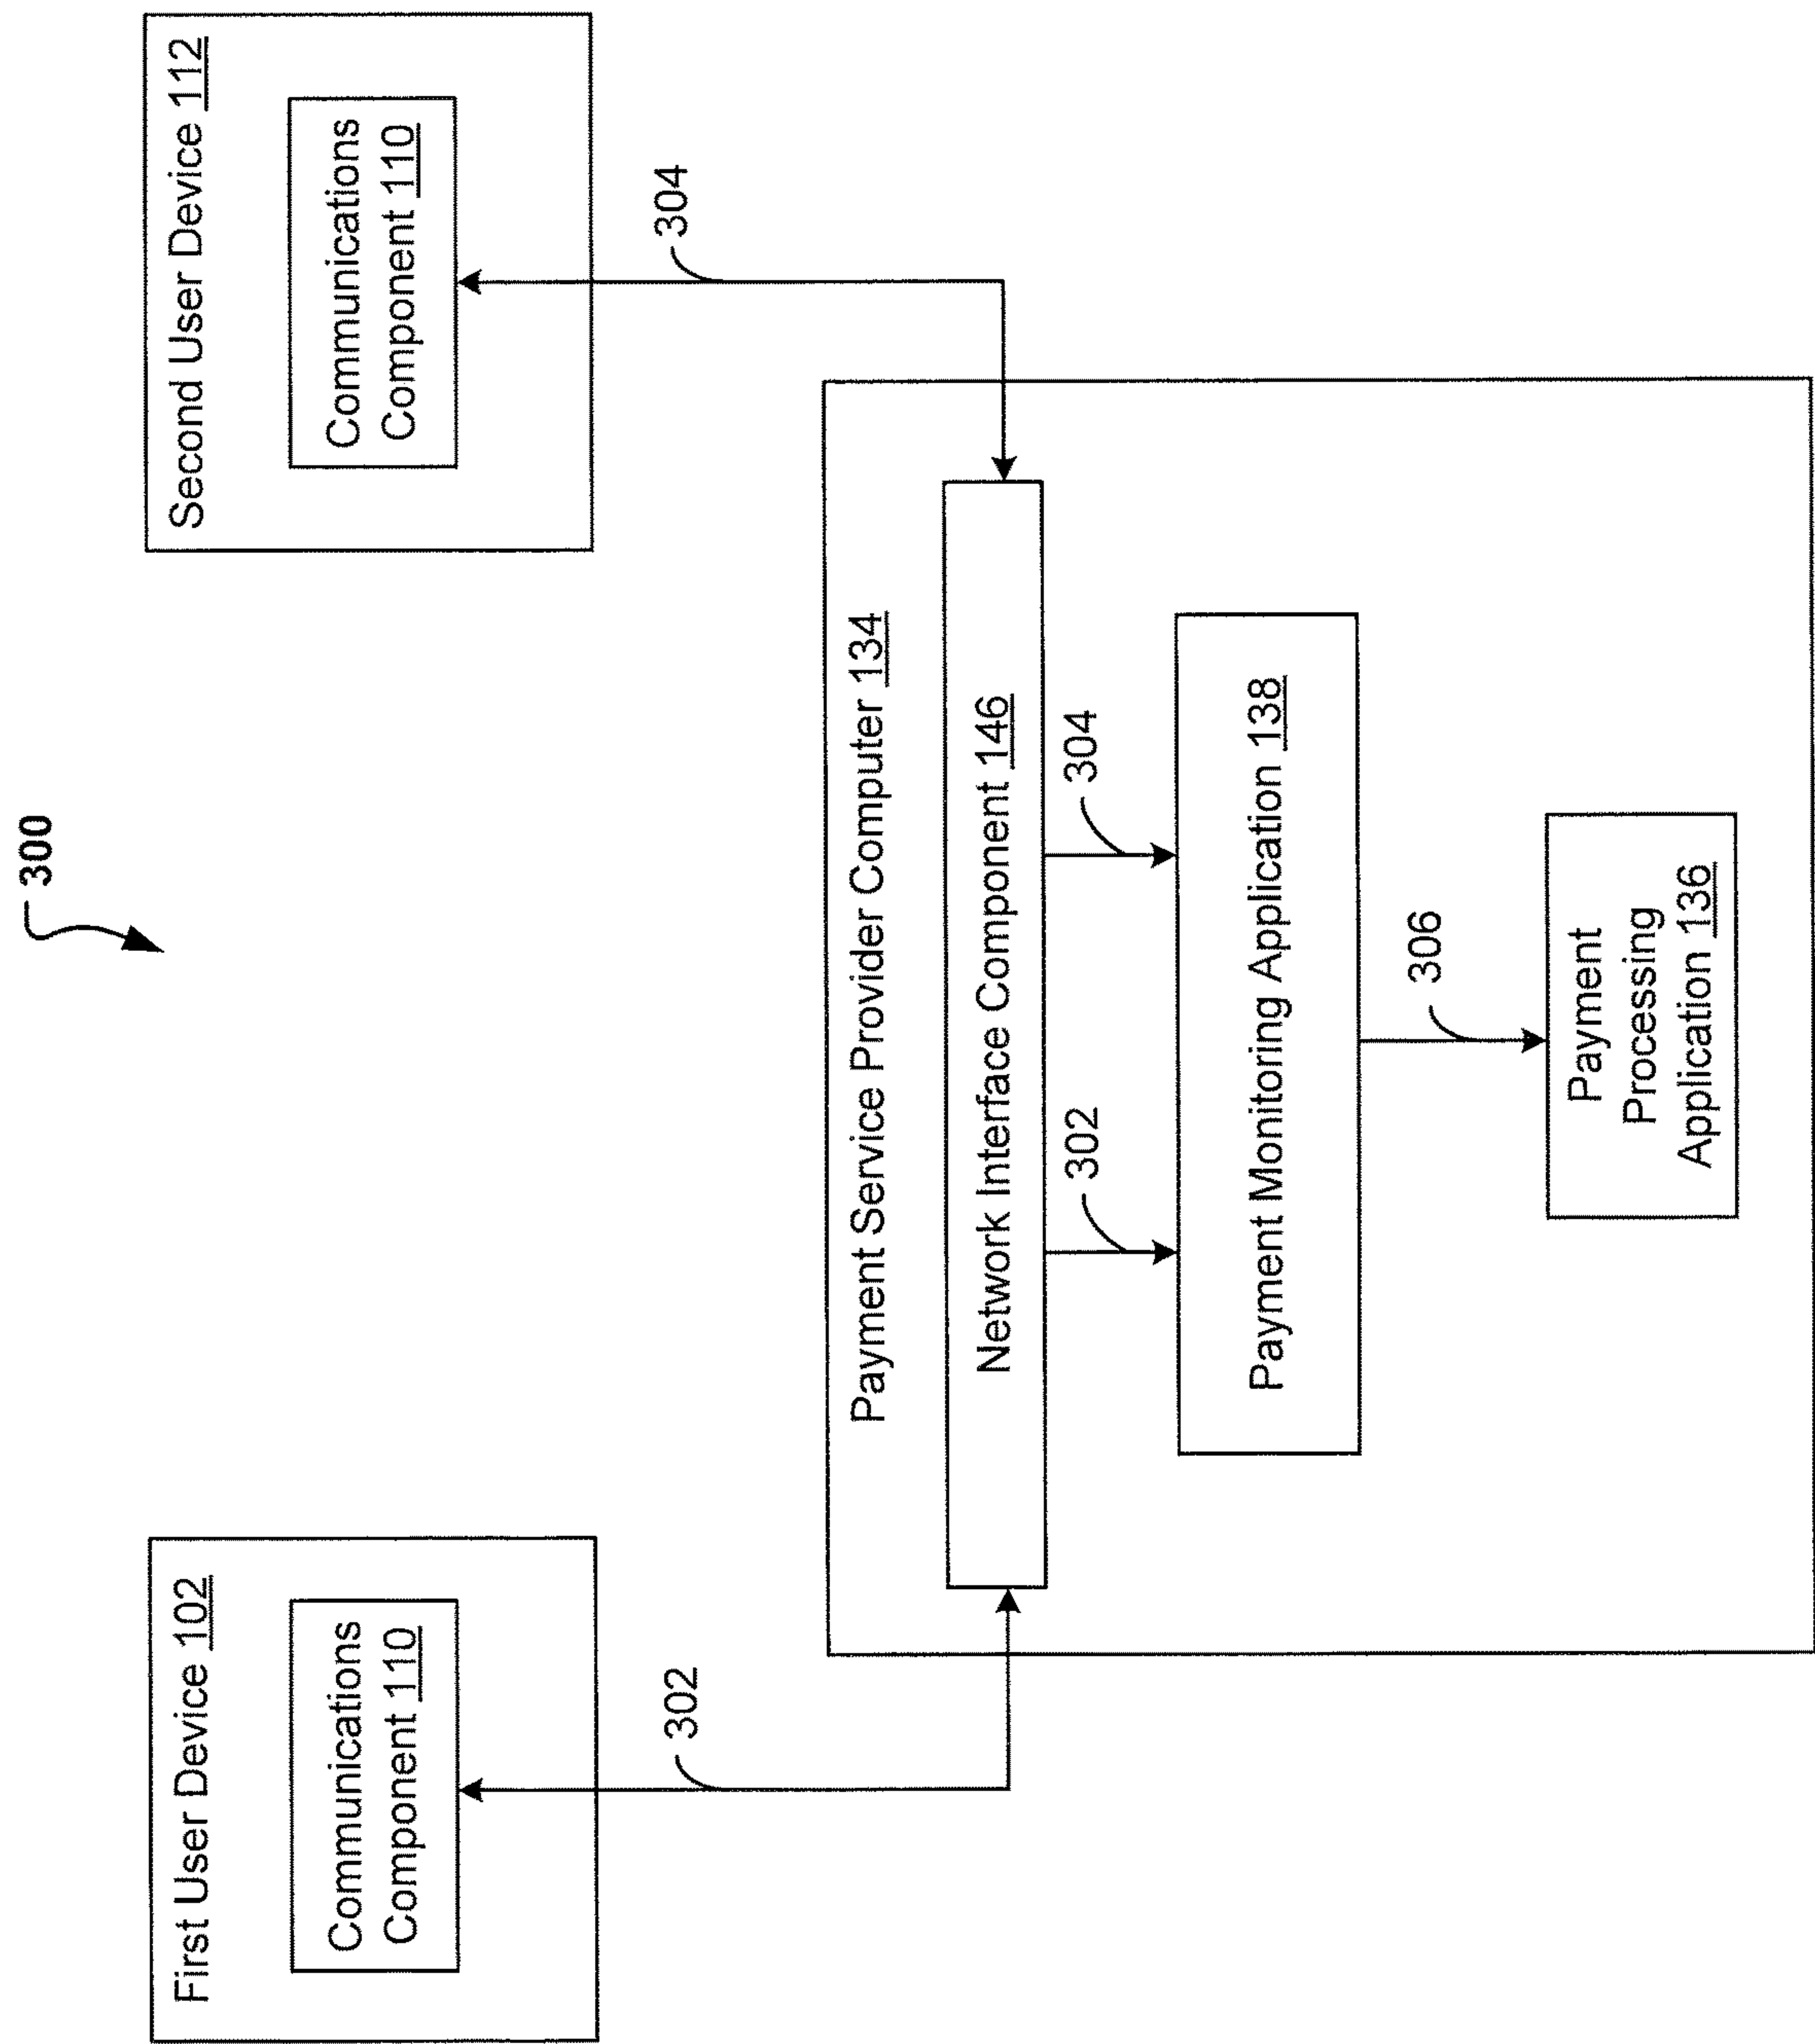 300
First User Device 102
Communications
Component 110
Second User Device 112
Communications
Component 110
302
304
Payment Service Provider Computer 134
Network Interface Component 146
302
304
Payment Monitoring Application 138
306
Payment
Processing
Application 136